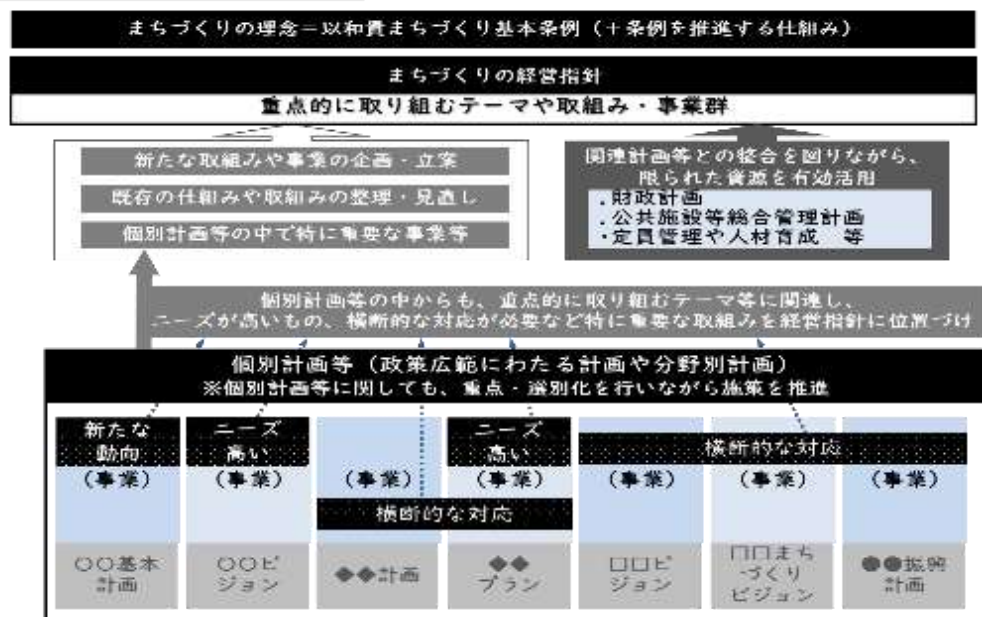 まちづくりの理念＝以和貴まちづくり基本条例（＋条例を推進する仕組み）
まちづくりの経営指針
重点的に取り組むテーマや取組み・事業群
新たな取組みや事業の企画・立案
既存の仕組みや取組みの整理・見直し
個別計画等の中で特に重要な事業等
関連計画等との整合を図りながら、
限られた資源を有効活用
．財政計画
．公共施設等総合管理計画
・定員管理や人材育成　等
個別計画等の中からも、重点的に取り組むテーマ等に関連し、
ニーズが高いもの、横断的な対応が必要など特に重要な取組みを経営指針に位置づけ
個別計画等（政策広範にわたる計画や分野別計画）
※個別計画等に関しても、重点・選別化を行いながら施策を推進
新たな
動向
ニーズ
高い
ニーズ
高い
横断的な対応
（事業）
（事業）
（事業）
（事業）
（事業）
（事業）
（事業）
横断的な対応
〇〇基本
計画
〇〇ビ
ジョン
◆◆計画
◆◆
プラン
□□ビ
ジョン
□□まち
づくり
ビジョン
●●振興
計画